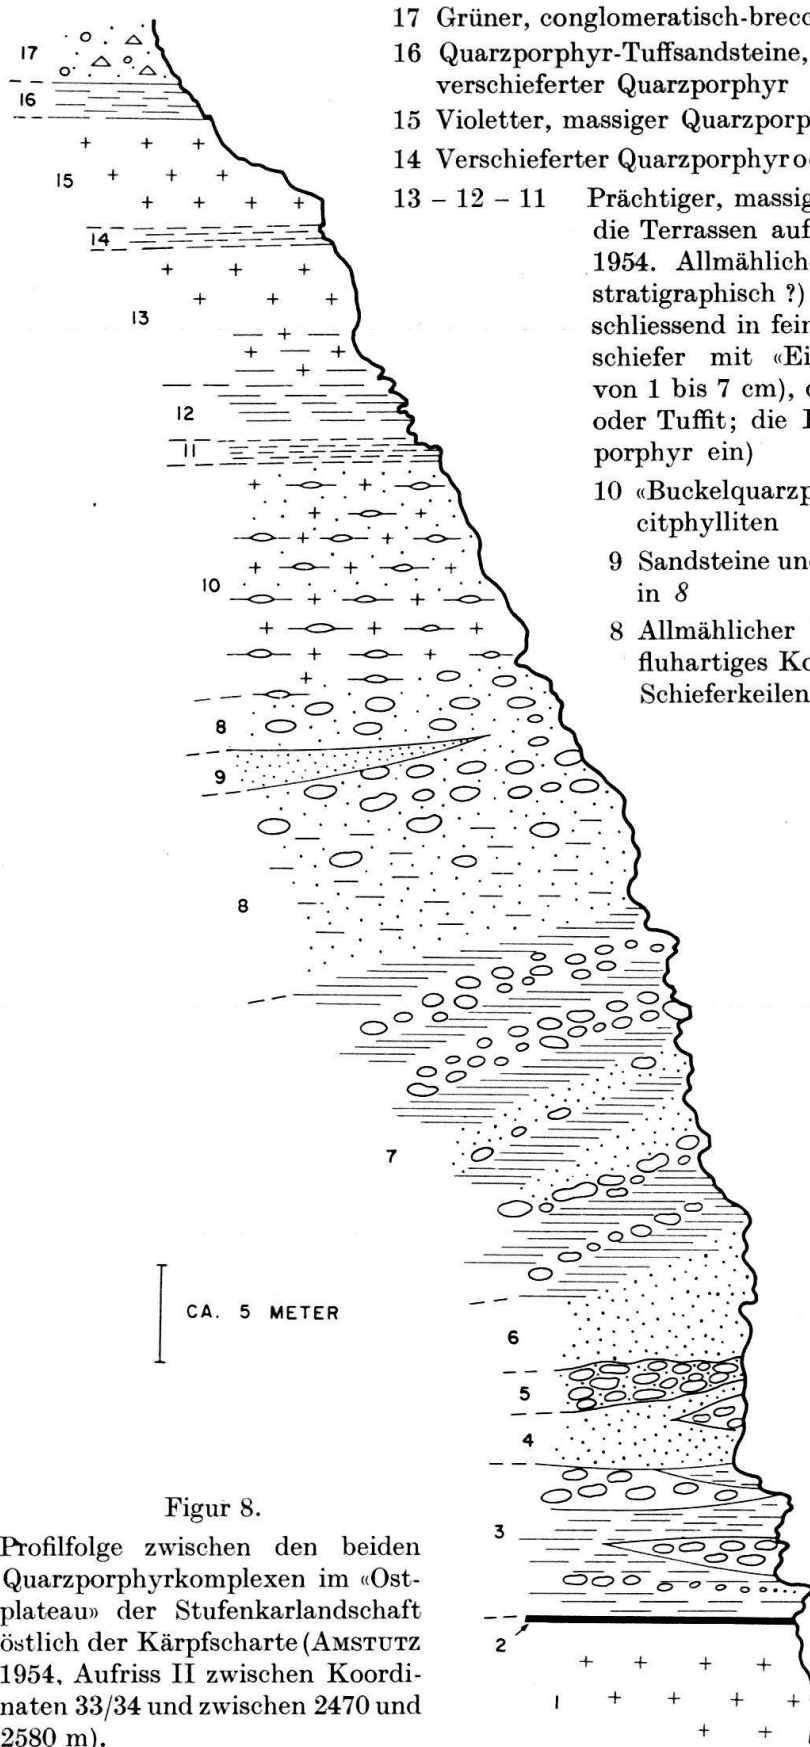 17 Grüner, conglomeratisch-brecc
16 Quarzporphyr-Tuffsandsteine,
verschieferter Quarzporphyr
15 Violetter, massiger Quarzporp
14 Verschieferter Quarzporphyr o
13 – 12 – 11 Prächtiger, massig
die Terrassen auf
1954. Allmählich
stratigraphisch ?)
schliessend in fein
schiefer mit «Ei
von 1 bis 7 cm),
oder Tuffit; die
porphyr ein)
10 «Buckelquarzp
citphylliten
9 Sandsteine un
in 8
8 Allmählicher
fluhartiges Ko
Schieferkeilen
17
16
15
14
13
12
11
10
8
9
8
7
CA. 5 METER
6
5
4
3
2
1
Figur 8.
Profilfolge zwischen den beiden
Quarzporphyrkomplexen im «Ost-
plateau» der Stufenkarlandschaft
östlich der Kärpfscharte (AMSTUTZ
1954, Aufriss II zwischen Koordi-
naten 33/34 und zwischen 2470 und
2580 m).